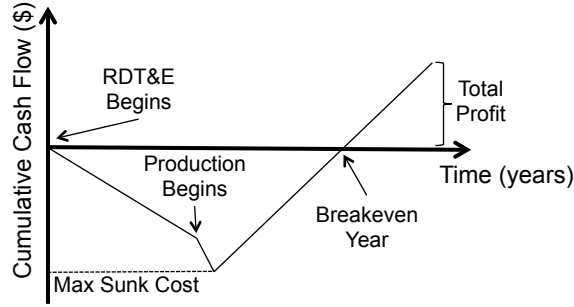 Cumulative Cash Flow ($)
RDT&E
Begins
Total
Profit
Production
Begins
Time (years)
Breakeven
Year
Max Sunk Cost